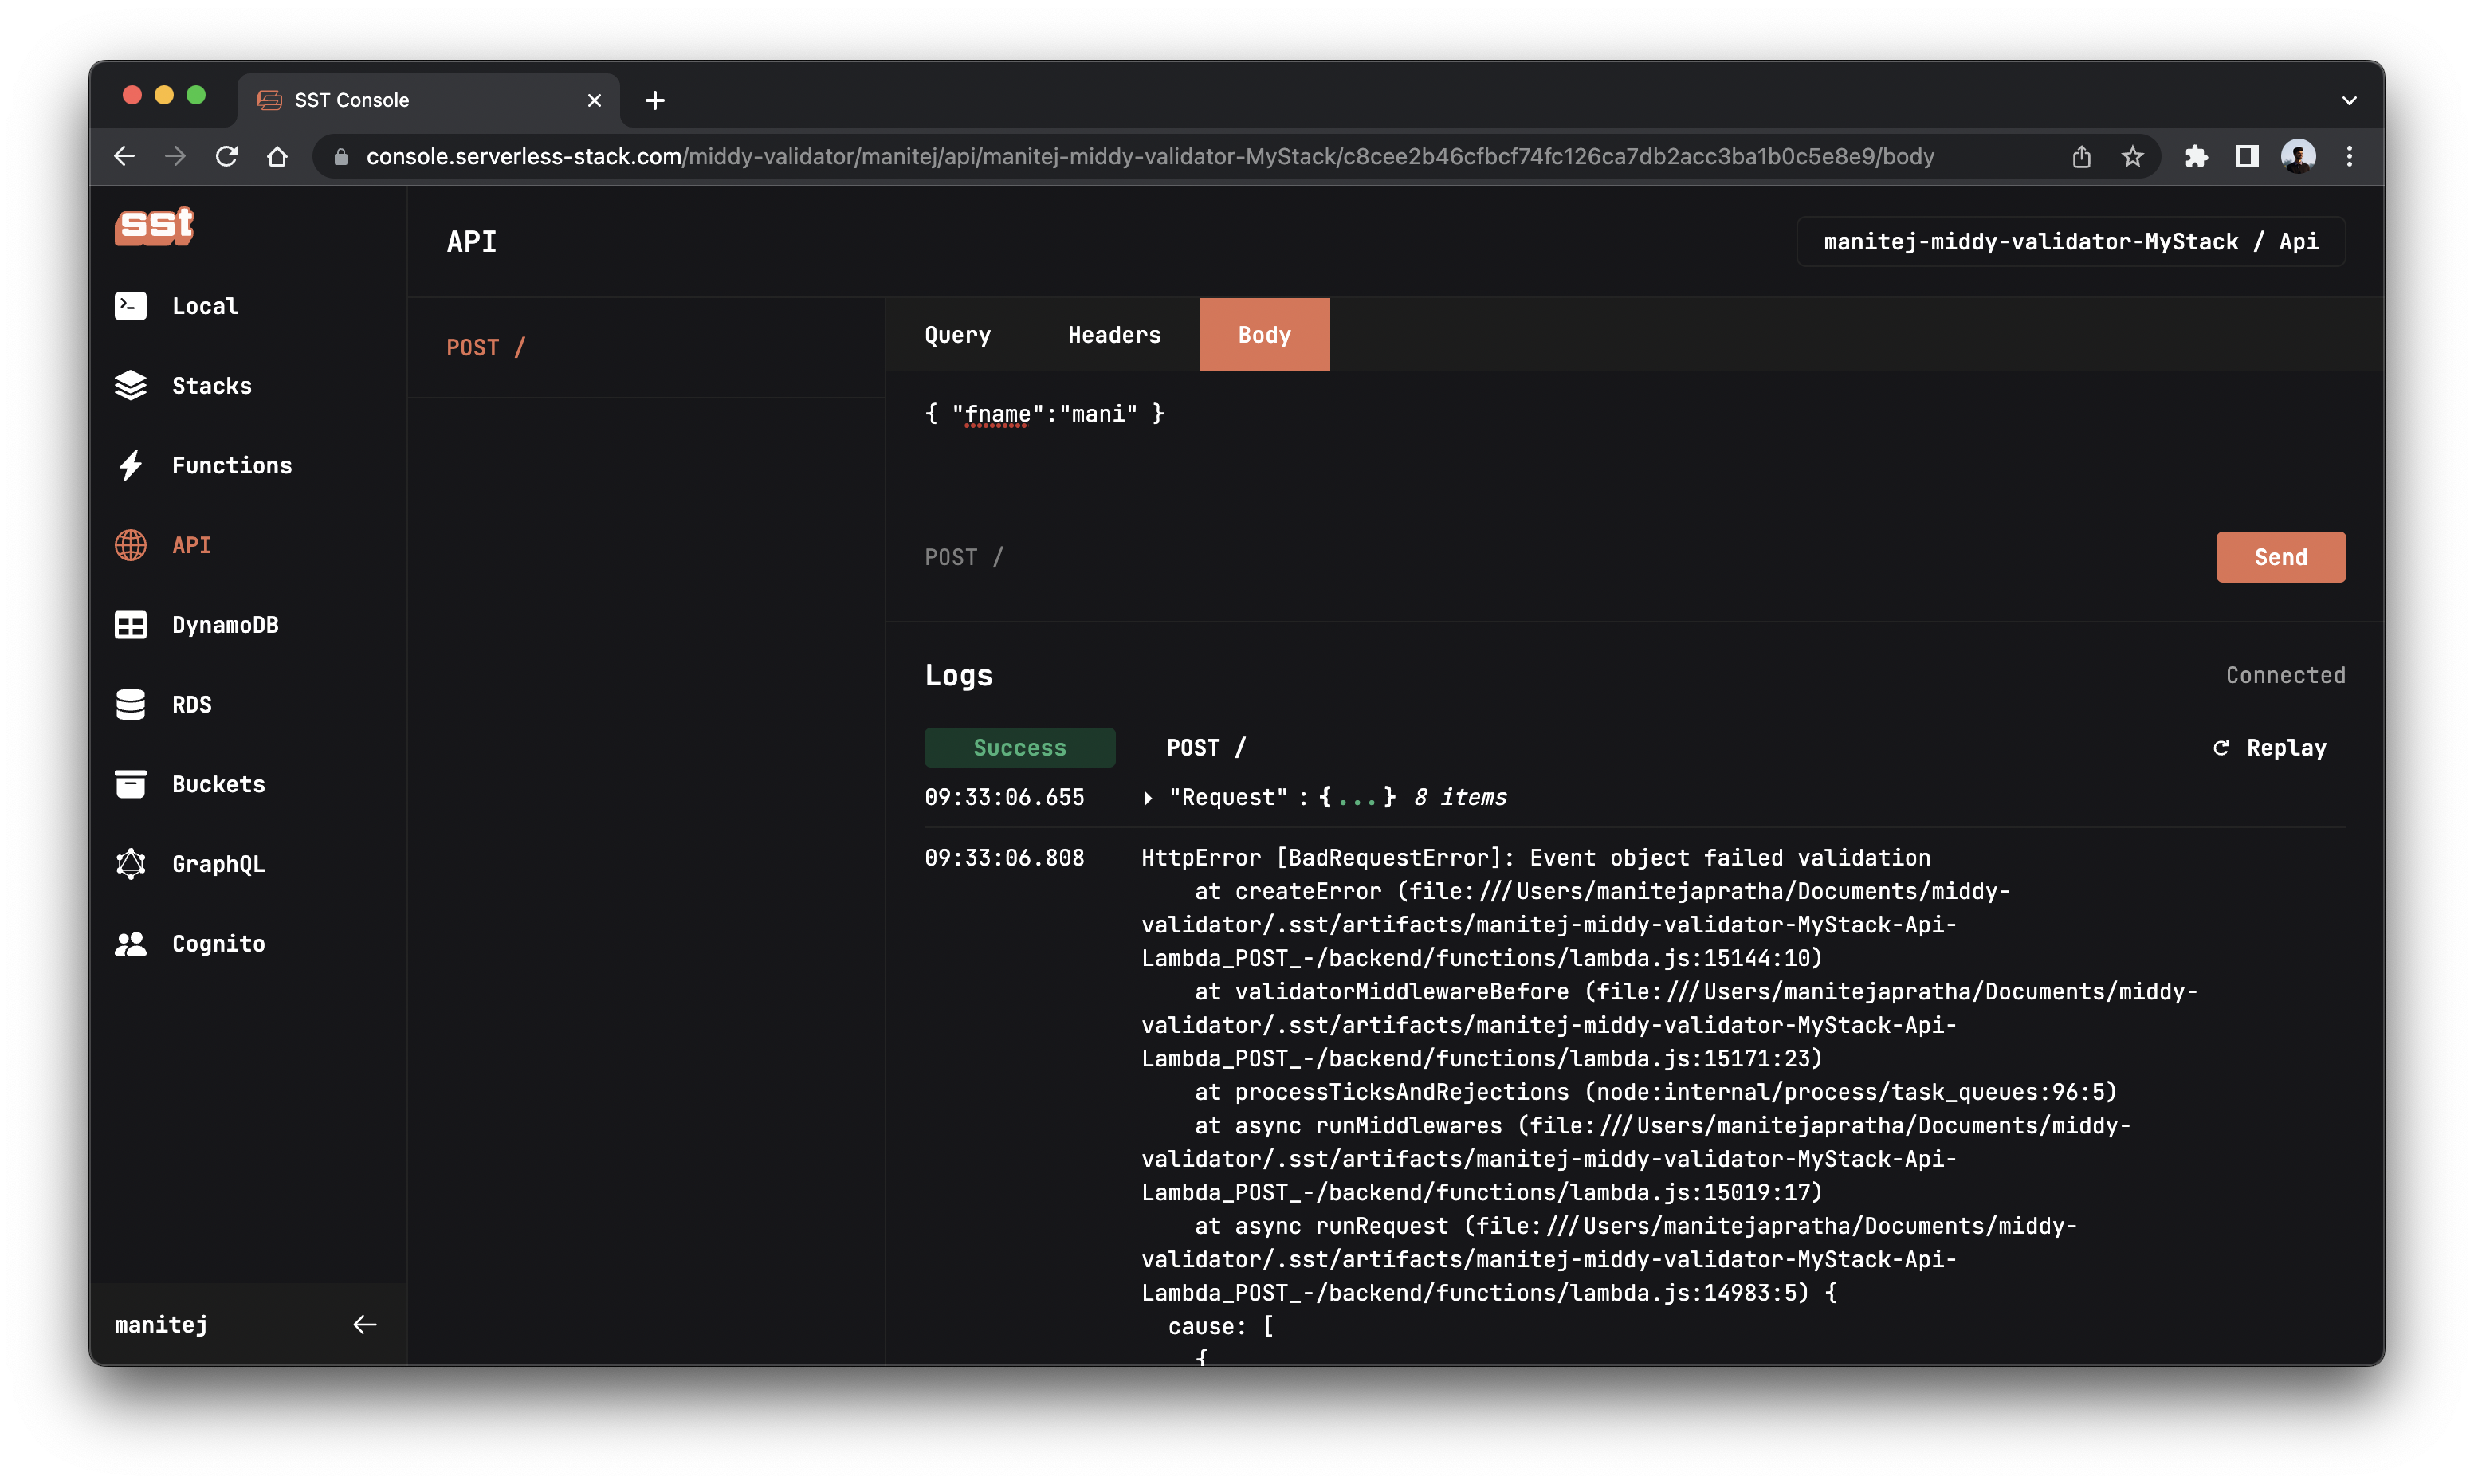 SST Console
console.serverless-stack.com/middy-validator/manitej/api/manitej-middy-validator-MyStack/c8cee2b46cfbcf74fc126ca7db2acc3ba1b0c5e8e9/body
sst
Local
Stacks
Functions
API
DynamoDB
RDS
Buckets
GraphQL
Cognito
manitej
API
manitej-middy-validator-MyStack / Api
POST /
Query Headers Body
{ "fname":"mani" }
POST /
Send
Logs
Connected
Success POST / Replay
09:33:06.655 "Request" : {...} 8 items
09:33:06.808 HttpError [BadRequestError]: Event object failed validation
at createError (file:///Users/manitejapratha/Documents/middy-
validator/.sst/artifacts/manitej-middy-validator-MyStack-Api-
Lambda_POST_-/backend/functions/lambda.js:15144:10)
at validatorMiddlewareBefore (file:///Users/manitejapratha/Documents/middy-
validator/.sst/artifacts/manitej-middy-validator-MyStack-Api-
Lambda_POST_-/backend/functions/lambda.js:15171:23)
at processTicksAndRejections (node:internal/process/task_queues:96:5)
at async runMiddlewares (file:///Users/manitejapratha/Documents/middy-
validator/.sst/artifacts/manitej-middy-validator-MyStack-Api-
Lambda_POST_-/backend/functions/lambda.js:15019:17)
at async runRequest (file:///Users/manitejapratha/Documents/middy-
validator/.sst/artifacts/manitej-middy-validator-MyStack-Api-
Lambda_POST_-/backend/functions/lambda.js:14983:5) {
cause: [
{